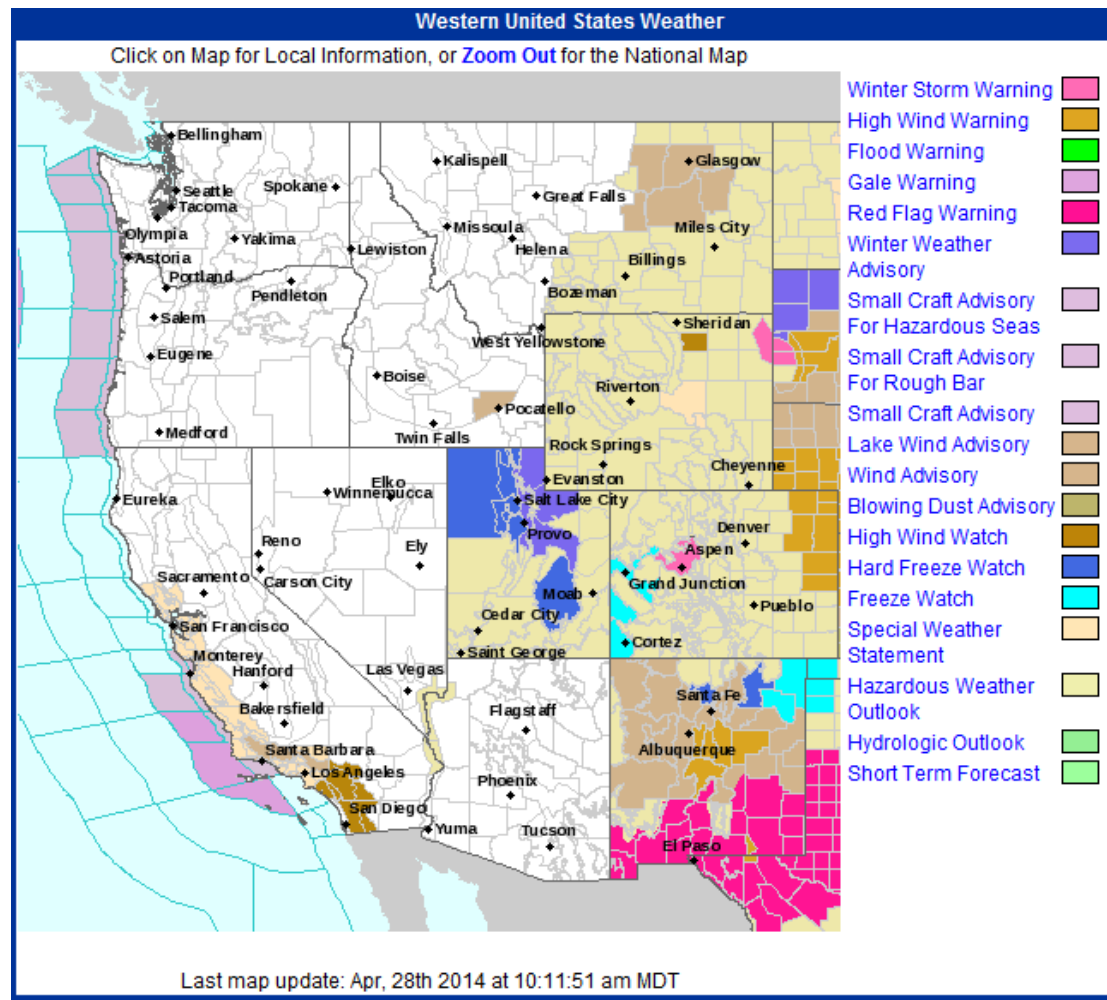 Western United States Weather
Click on Map for Local Information, or Zoom Out for the National Map
Bellingham
Kalispell
Glasgow
Seattle
Spokane
Great Falls
Tacoma
Olympia
Yakima
Missoula
Miles City
Lewiston
Helena
Astoria
Billings
Portland
Pendleton
Bozeman
Salem
Sheridan
West Yellowstone
Eugene
Boise
Riverton
Pocatello
Medford
Twin Falls
Rock Springs
Cheyenne
Elko
Evanston
Eureka
Winnemucca
Salt Lake City
Provo
Denver
Reno
Ely
Aspen
Sacramento
Carson City
Grand Junction
Moab
Pueblo
Cedar City
San Francisco
Cortez
Saint George
Monterey
Hanford
Las Vegas
Santa Fe
Bakersfield
Flagstaff
Albuquerque
Santa Barbara
Los Angeles
Phoenix
San Diego
Yuma
Tucson
El Paso
Winter Storm Warning
High Wind Warning
Flood Warning
Gale Warning
Red Flag Warning
Winter Weather
Advisory
Small Craft Advisory
For Hazardous Seas
Small Craft Advisory
For Rough Bar
Small Craft Advisory
Lake Wind Advisory
Wind Advisory
Blowing Dust Advisory
High Wind Watch
Hard Freeze Watch
Freeze Watch
Special Weather
Statement
Hazardous Weather
Outlook
Hydrologic Outlook
Short Term Forecast
Last map update: Apr, 28th 2014 at 10:11:51 am MDT